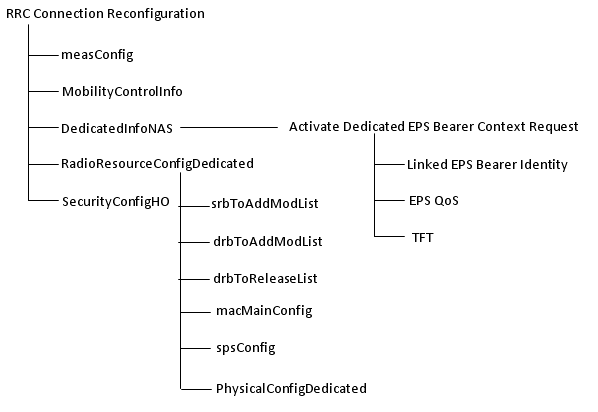 RRC Connection Reconfiguration
measConfig
MobilityControlInfo
DedicatedInfoNAS
Activate Dedicated EPS Bearer Context Request
RadioResourceConfigDedicated
Linked EPS Bearer Identity
SecurityConfigHO
srbToAddModList
EPS QoS
drbToAddModList
TFT
drbToReleaseList
macMainConfig
spsConfig
PhysicalConfigDedicated